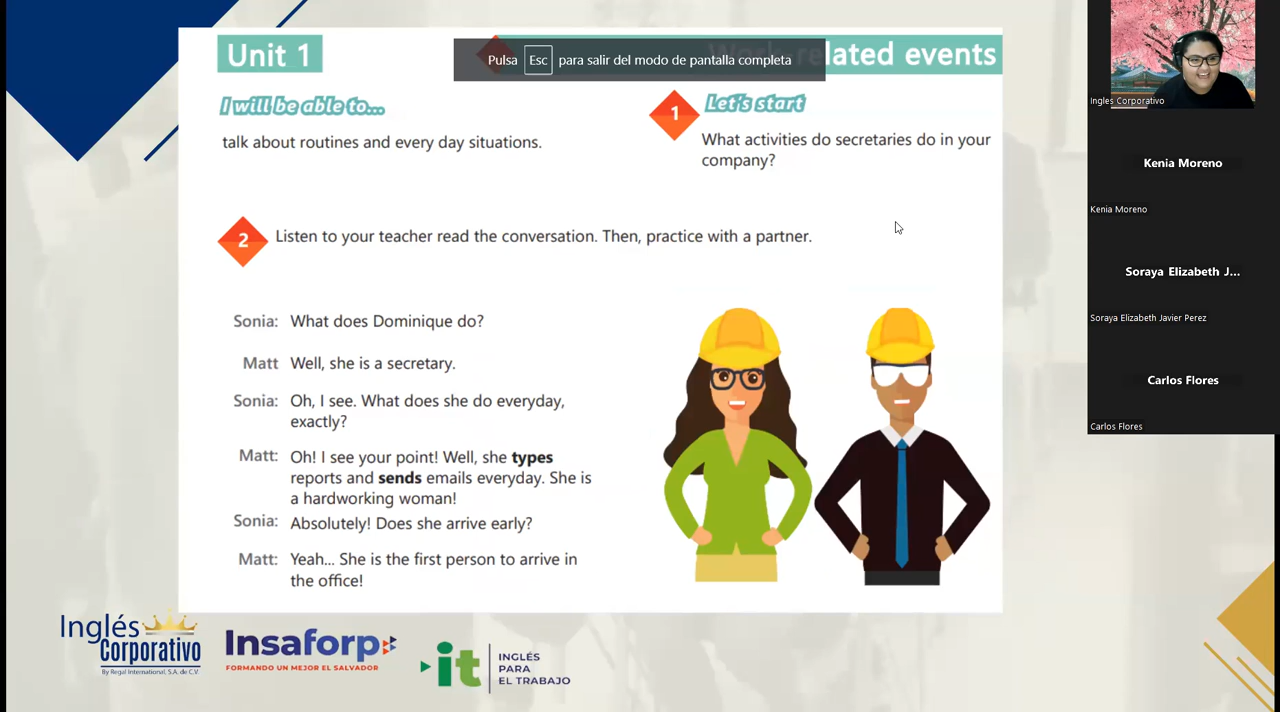 Unit 1
Work-related events
Pulsa Esc para salir del modo de pantalla completa
I will be able to...
talk about routines and every day situations.
1
Let's start
What activities do secretaries do in your
company?
2
Listen to your teacher read the conversation. Then, practice with a partner.
Sonia: What does Dominique do?
Matt Well, she is a secretary.
Sonia: Oh, I see. What does she do everyday,
exactly?
Matt: Oh! I see your point! Well, she types
reports and sends emails everyday. She is
a hardworking woman!
Sonia: Absolutely! Does she arrive early?
Matt: Yeah... She is the first person to arrive in
the office!
Inglés
Corporativo
By Regal International, S.A. de C.V.
Insaforp
FORMANDO UN MEJOR EL SALVADOR
it
INGLÉS
PARA
EL TRABAJO
Ingles Corporativo
Kenia Moreno
Kenia Moreno
Soraya Elizabeth J...
Soraya Elizabeth Javier Perez
Carlos Flores
Carlos Flores